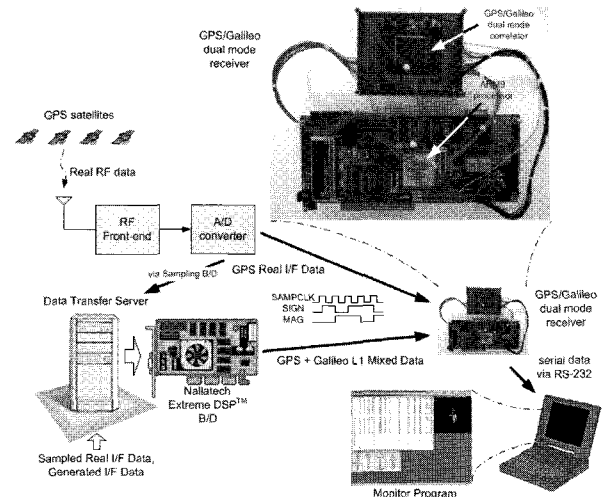 GPS/Galileo
dual mode
correlator
GPS/Galileo
dual mode
receiver
processor
GPS satellites
Real RF data
RF
Front-end
A/D
converter
via Sampling B/D
GPS Real I/F Data
Data Transfer Server
SAMPCLK
SIGN
MAG
GPS/Galileo
dual mode
receiver
GPS + Galileo L1 Mixed Data
Nallatech
Extreme DSP™
B/D
serial data
via RS-232
Sampled Real I/F Data,
Generated I/F Data
Monitor Program